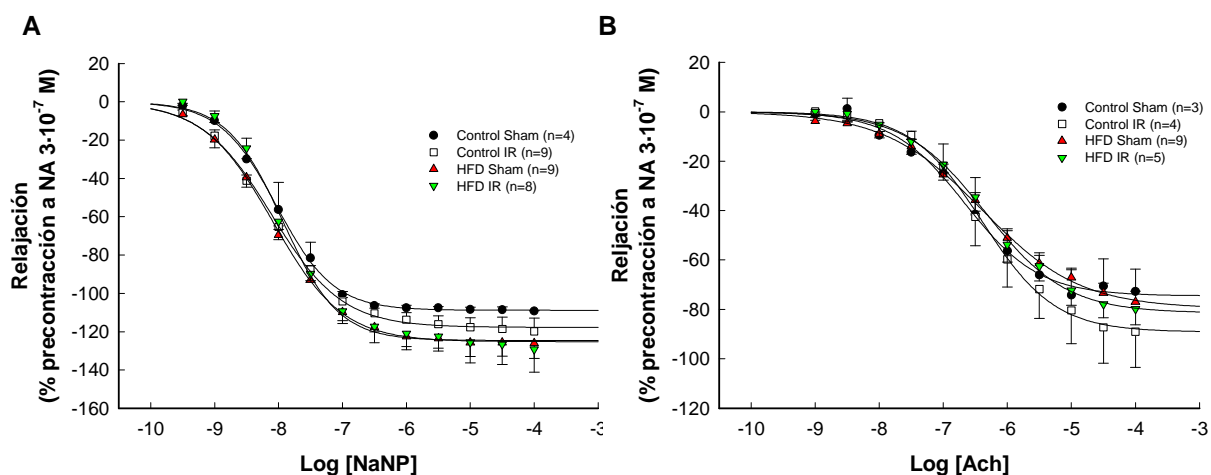 A
Relajación
(% precontracción a NA 3·10⁻⁷ M)
20
0
-20
-40
-60
-80
-100
-120
-140
-160
Control Sham (n=4)
Control IR (n=9)
HFD Sham (n=9)
HFD IR (n=8)
-10 -9 -8 -7 -6 -5 -4 -3
Log [NaNP]
B
Reljación
(% precontracción a NA 3·10⁻⁷ M)
20
0
-20
-40
-60
-80
-100
-120
Control Sham (n=3)
Control IR (n=4)
HFD Sham (n=9)
HFD IR (n=5)
-10 -9 -8 -7 -6 -5 -4 -3
Log [Ach]